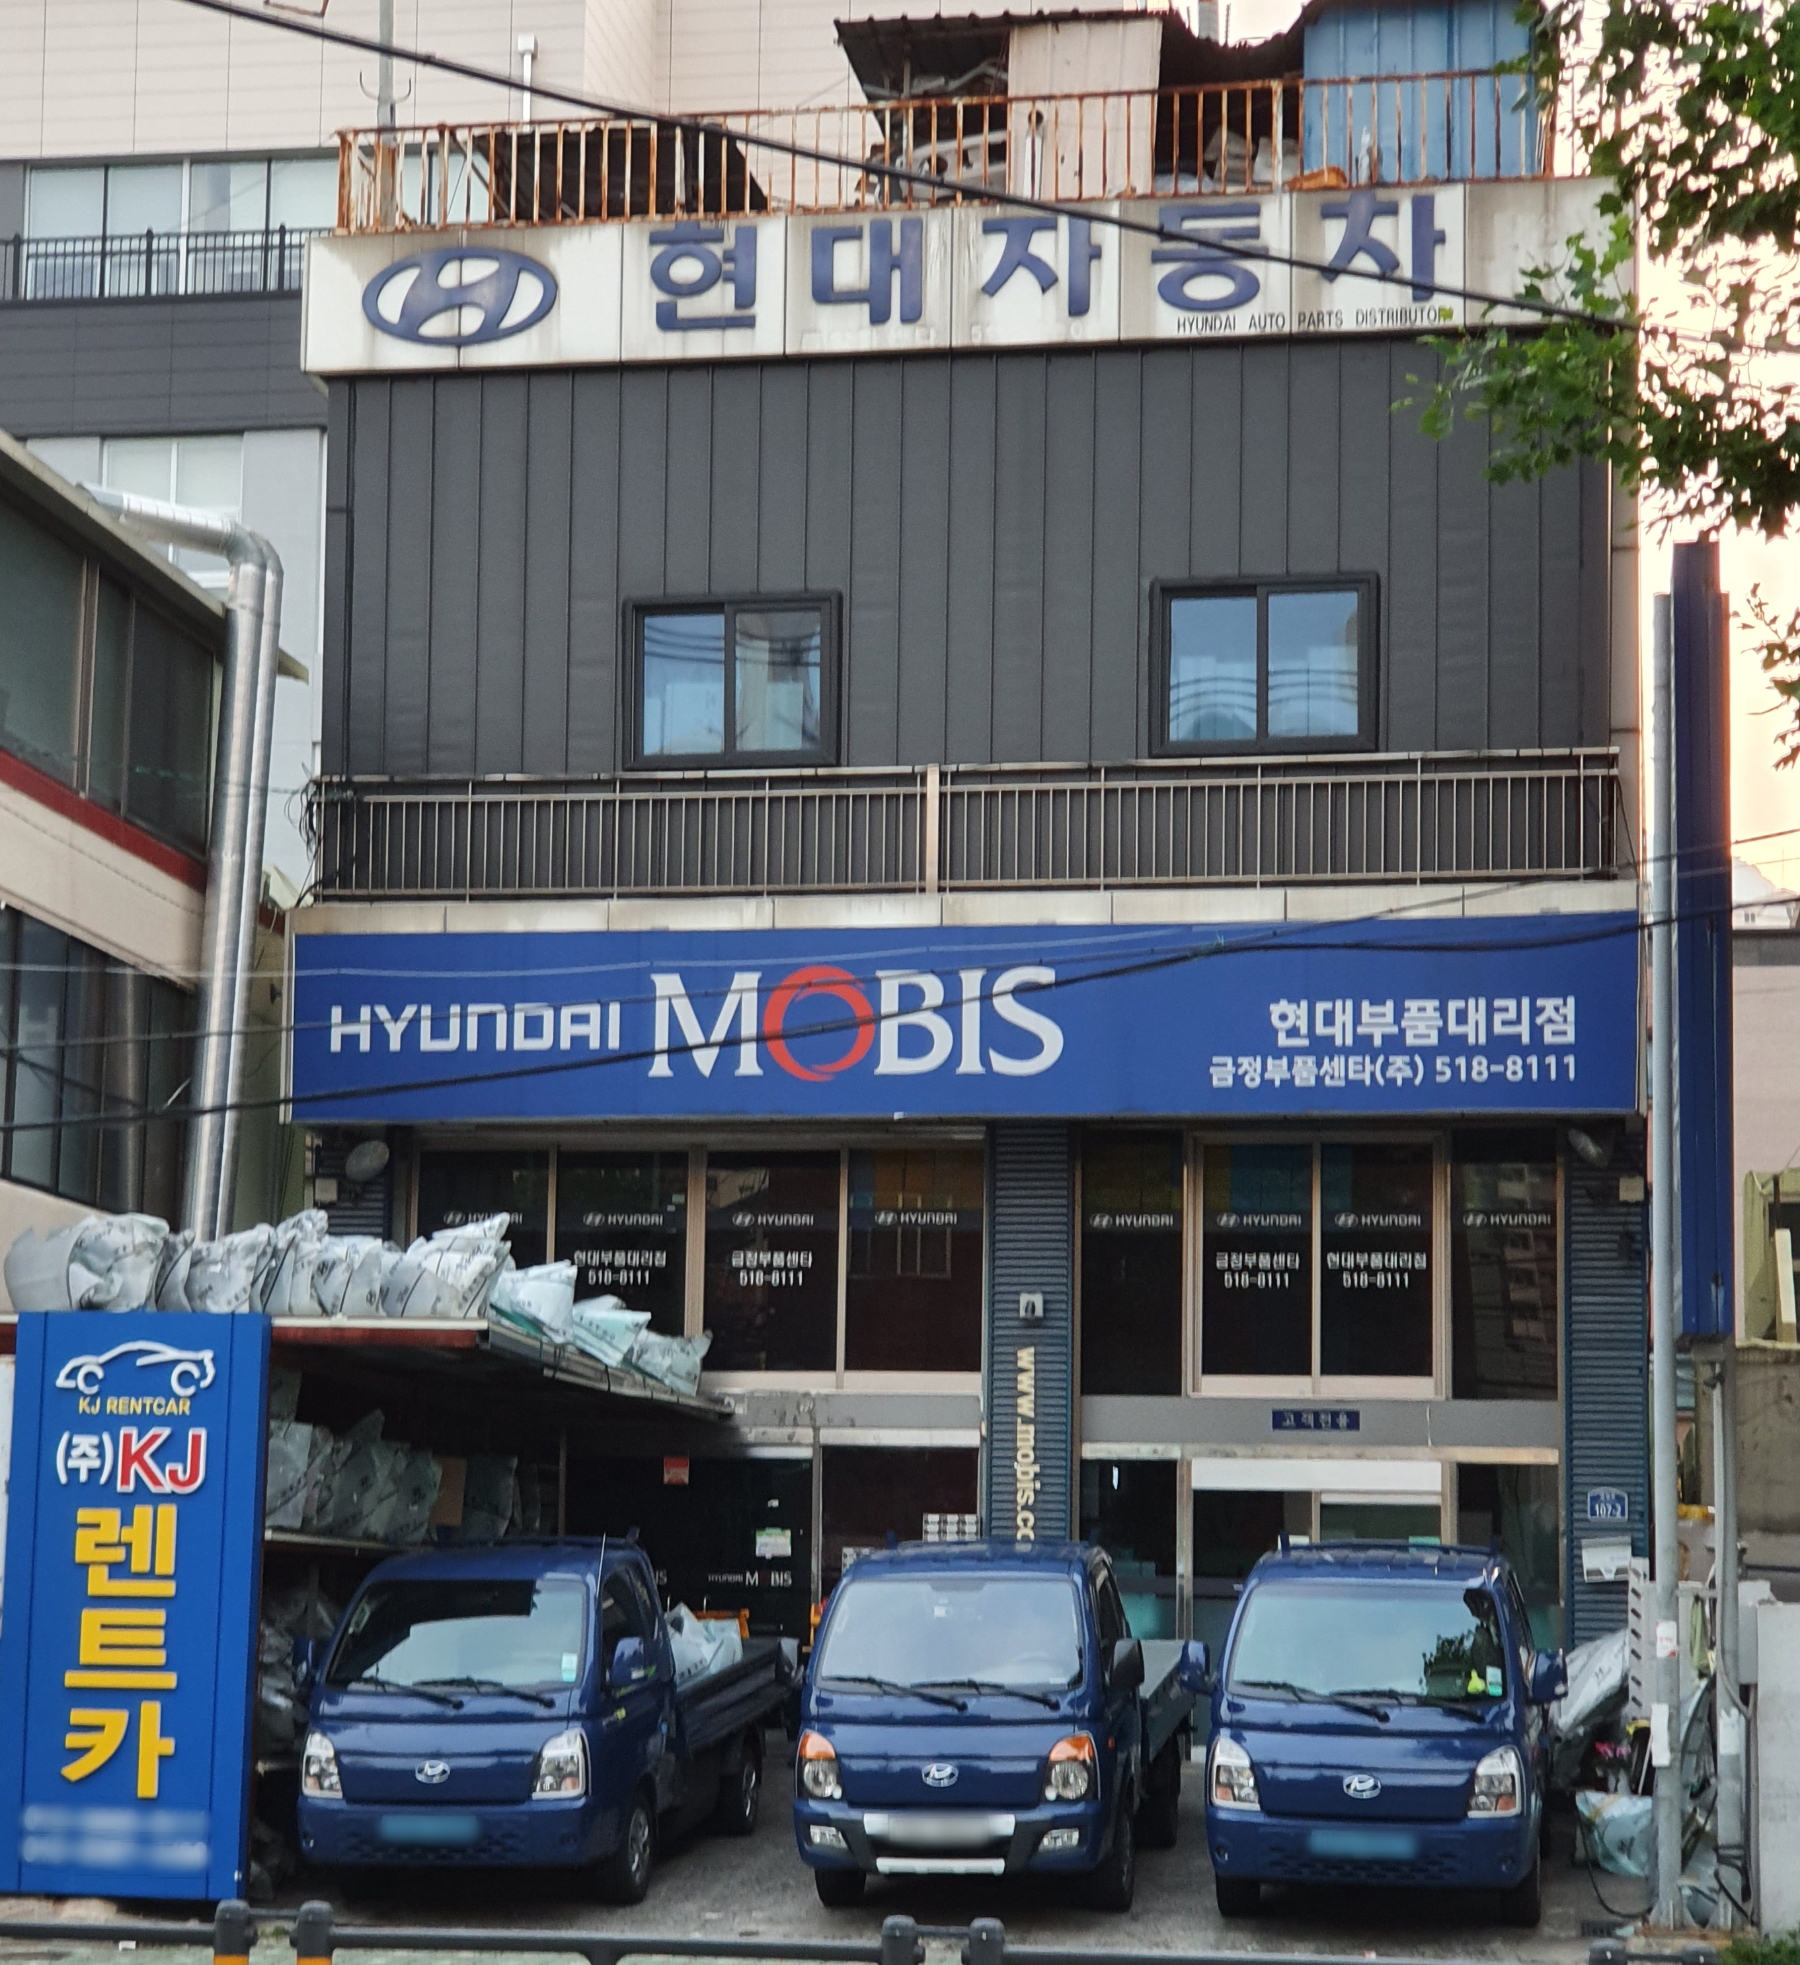 현대자동차
HYUNDAI AUTO PARTS DISTRIBUTOR
HYUNDAI MOBIS
현대부품대리점
금정부품센타(주) 518-8111
HYUNDAI
HYUNDAI
현대부품대리점
518-8111
HYUNDAI
금정부품센타
518-8111
HYUNDAI
HYUNDAI
HYUNDAI
금정부품센타
518-8111
HYUNDAI
현대부품대리점
518-8111
HYUNDAI
www.mobis.co
고객전용
107-2
HYUNDAI MOBIS
KJ RENTCAR
(주)KJ
렌트카